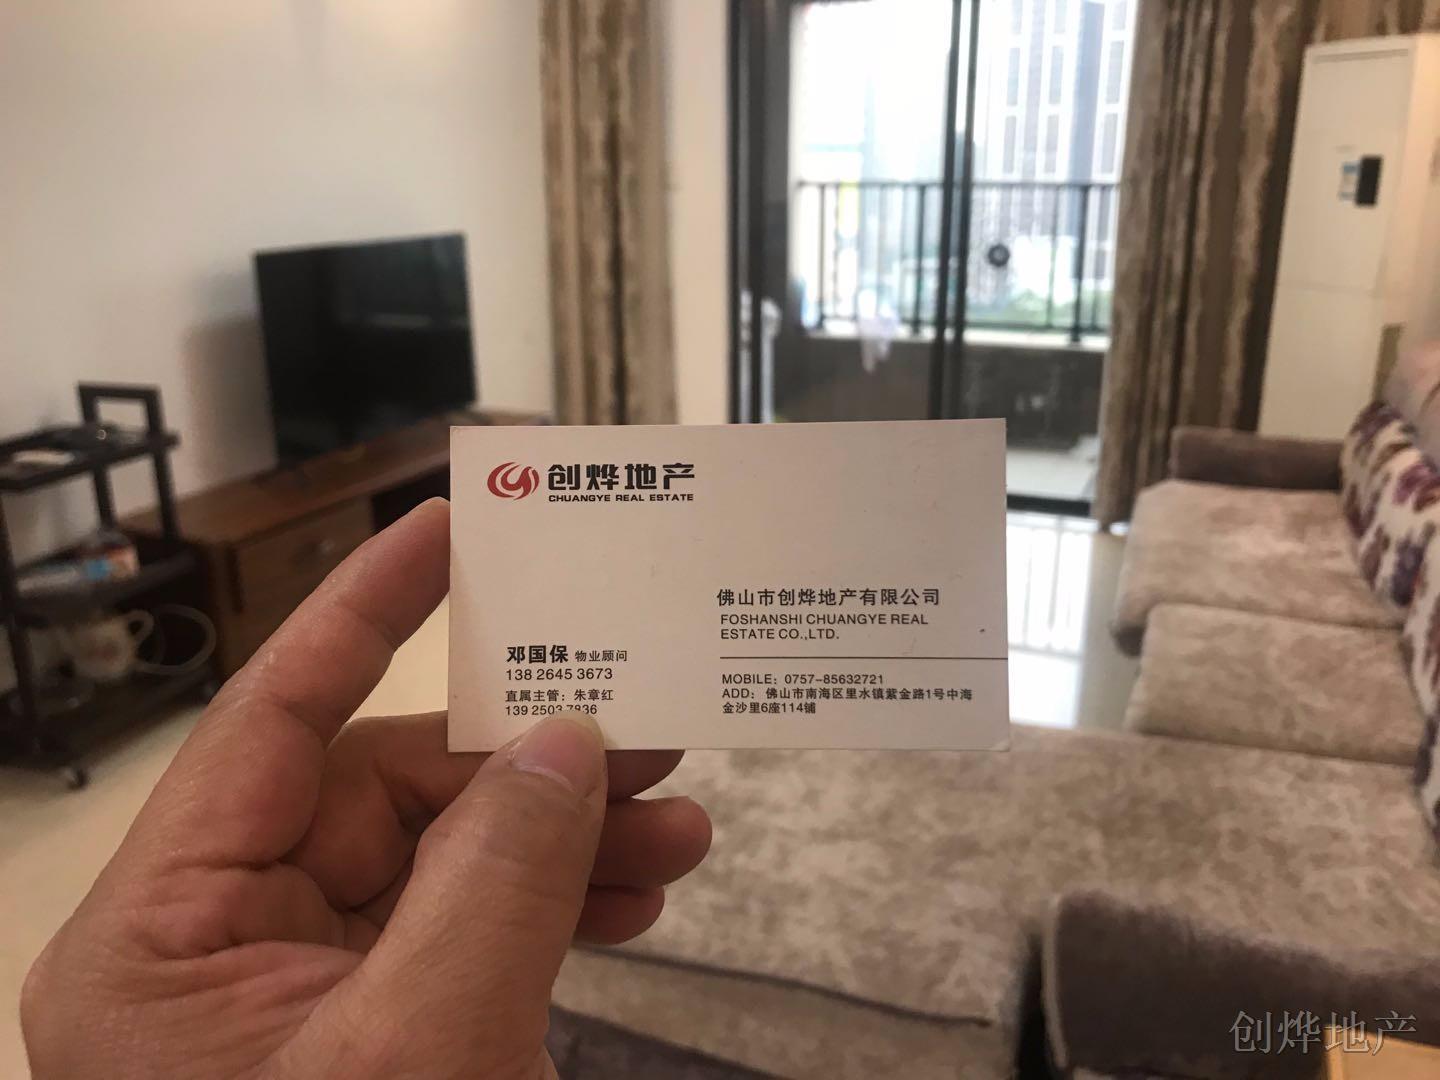 创烨地产
CHUANGYE REAL ESTATE
邓国保 物业顾问
138 2645 3673
直属主管：朱章红
139 2503 7836
佛山市创烨地产有限公司
FOSHANSHI CHUANGYE REAL
ESTATE CO.,LTD.
MOBILE: 0757-85632721
ADD: 佛山市南海区里水镇紫金路1号中海
金沙里6座114铺
创烨地产